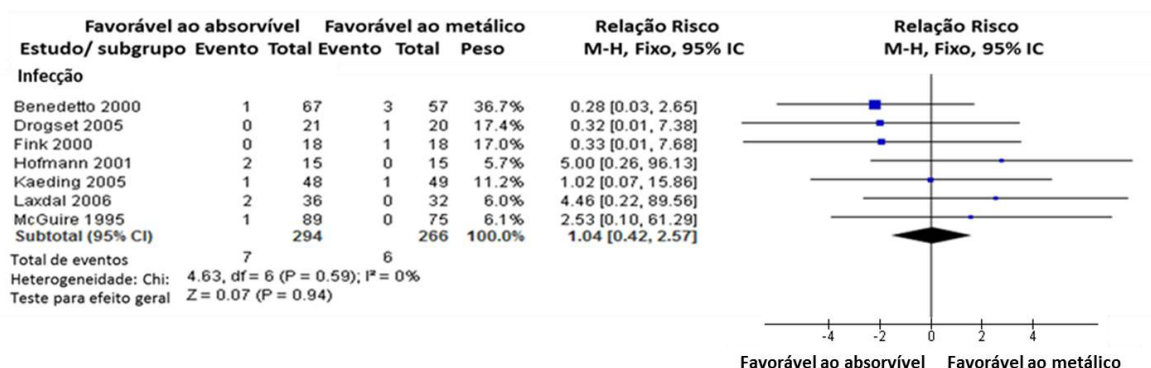 Favorável ao absorvível Favorável ao metálico Relação Risco Relação Risco
Estudo/ subgrupo Evento Total Evento Total Peso M-H, Fixo, 95% IC M-H, Fixo, 95% IC
Infecção
Benedetto 2000 1 67 3 57 36.7% 0.28 [0.03, 2.65]
Drogset 2005 0 21 1 20 17.4% 0.32 [0.01, 7.38]
Fink 2000 0 18 1 18 17.0% 0.33 [0.01, 7.68]
Hofmann 2001 2 15 0 15 5.7% 5.00 [0.26, 96.13]
Kaeding 2005 1 48 1 49 11.2% 1.02 [0.07, 15.86]
Laxdal 2006 2 36 0 32 6.0% 4.46 [0.22, 89.56]
McGuire 1995 1 89 0 75 6.1% 2.53 [0.10, 61.29]
Subtotal (95% CI) 294 266 100.0% 1.04 [0.42, 2.57]
Total de eventos 7 6
Heterogeneidade: Chi: 4.63, df = 6 (P = 0.59); I² = 0%
Teste para efeito geral Z = 0.07 (P = 0.94)
-4 -2 0 2 4
Favorável ao absorvível Favorável ao metálico